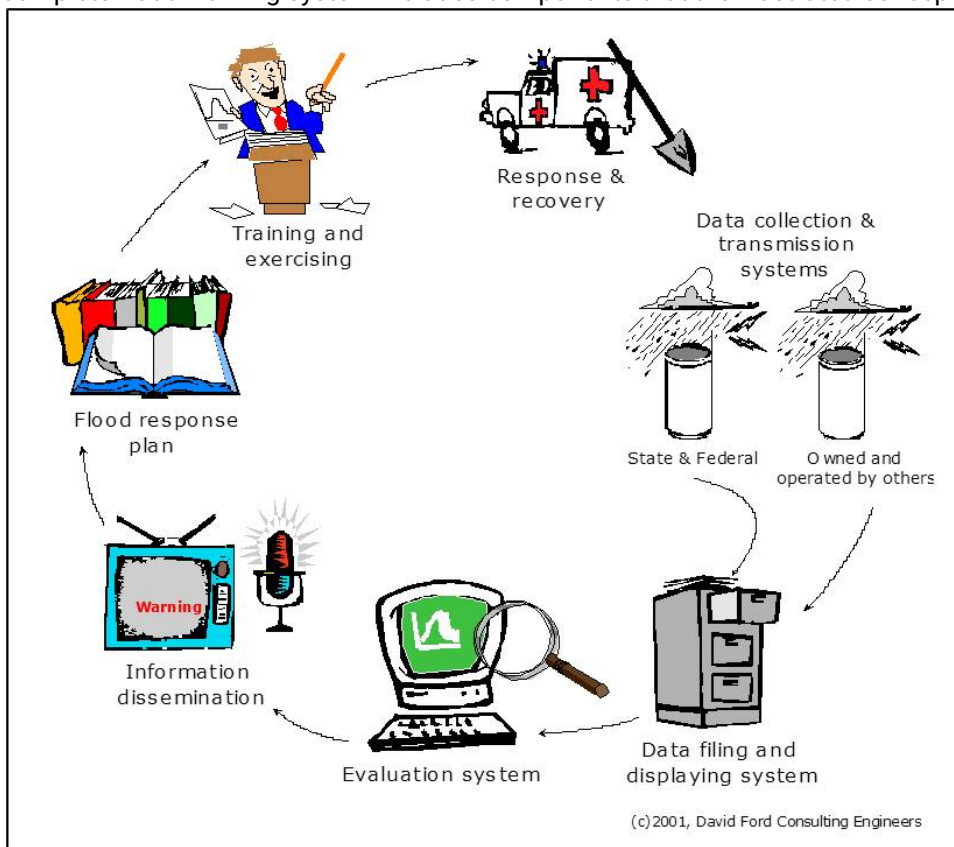 Training and
exercising
Response &
recovery
Data collection &
transmission
systems
State & Federal
Owned and
operated by others
Flood response
plan
Warning
Information
dissemination
Evaluation system
Data filing and
displaying system
(c)2001, David Ford Consulting Engineers